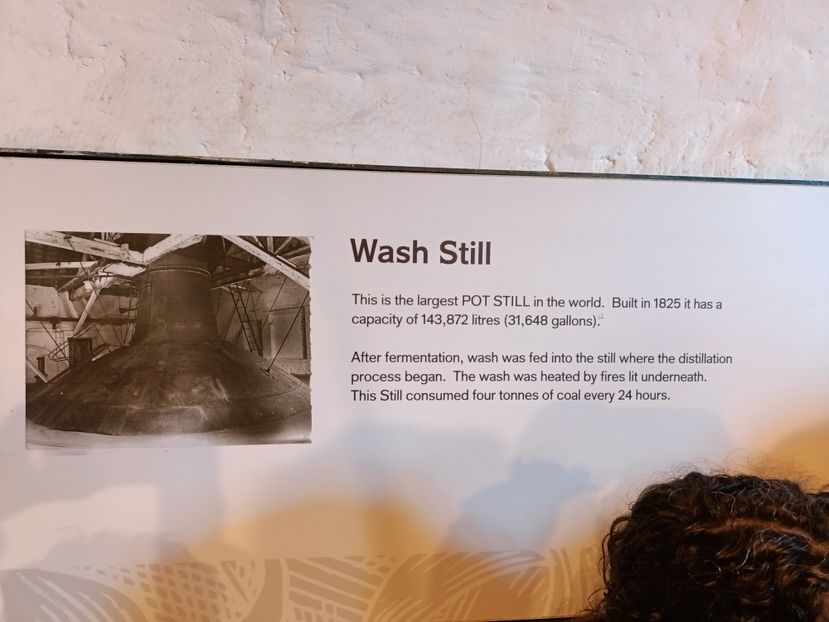 Wash Still
This is the largest POT STILL in the world. Built in 1825 it has a
capacity of 143,872 litres (31,648 gallons).
After fermentation, wash was fed into the still where the distillation
process began. The wash was heated by fires lit underneath.
This Still consumed four tonnes of coal every 24 hours.